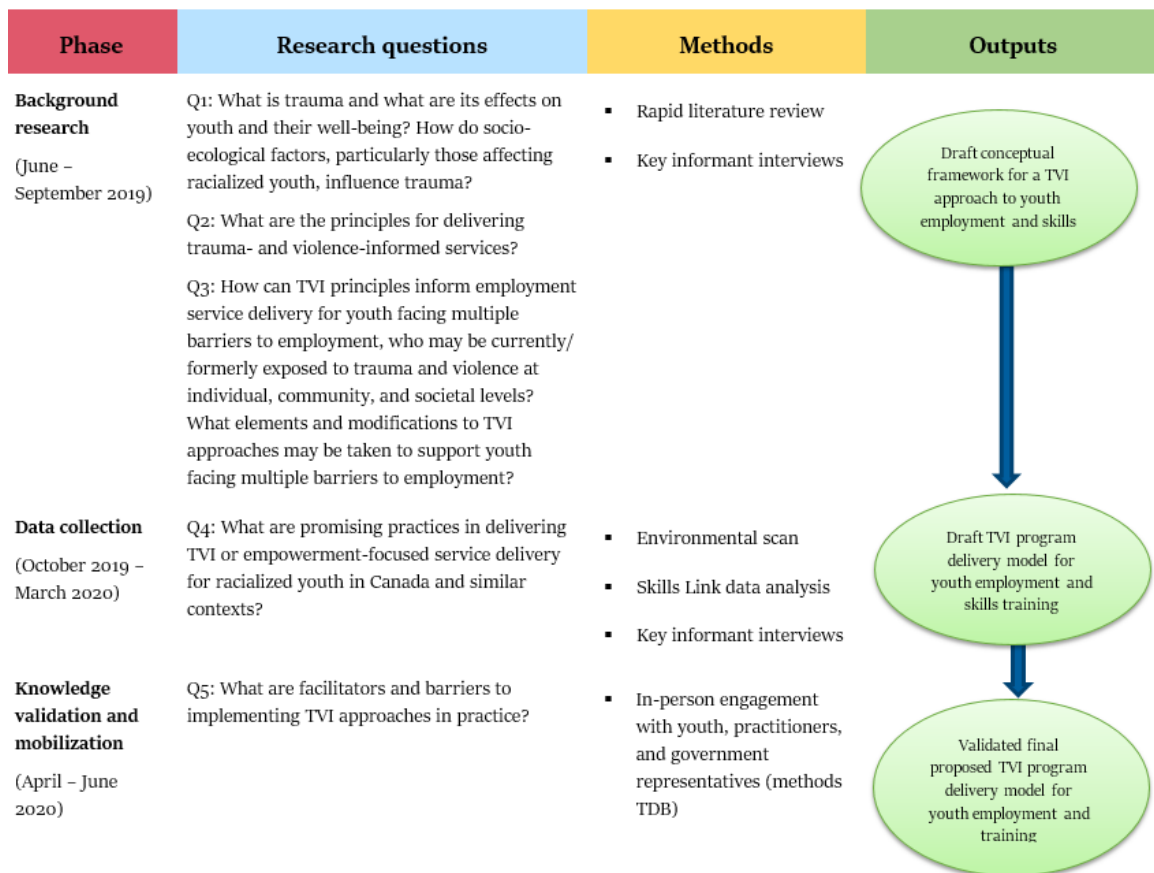 Phase
Research questions
Methods
Outputs
Background
research
(June –
September 2019)
Q1: What is trauma and what are its effects on
youth and their well-being? How do socio-
ecological factors, particularly those affecting
racialized youth, influence trauma?
Q2: What are the principles for delivering
trauma- and violence-informed services?
Q3: How can TVI principles inform employment
service delivery for youth facing multiple
barriers to employment, who may be currently/
formerly exposed to trauma and violence at
individual, community, and societal levels?
What elements and modifications to TVI
approaches may be taken to support youth
facing multiple barriers to employment?
▪ Rapid literature review
▪ Key informant interviews
Draft conceptual
framework for a TVI
approach to youth
employment and skills
Data collection
(October 2019 –
March 2020)
Q4: What are promising practices in delivering
TVI or empowerment-focused service delivery
for racialized youth in Canada and similar
contexts?
▪ Environmental scan
▪ Skills Link data analysis
▪ Key informant interviews
Draft TVI program
delivery model for
youth employment and
skills training
Knowledge
validation and
mobilization
(April – June
2020)
Q5: What are facilitators and barriers to
implementing TVI approaches in practice?
▪ In-person engagement
with youth, practitioners,
and government
representatives (methods
TDB)
Validated final
proposed TVI program
delivery model for
youth employment and
training